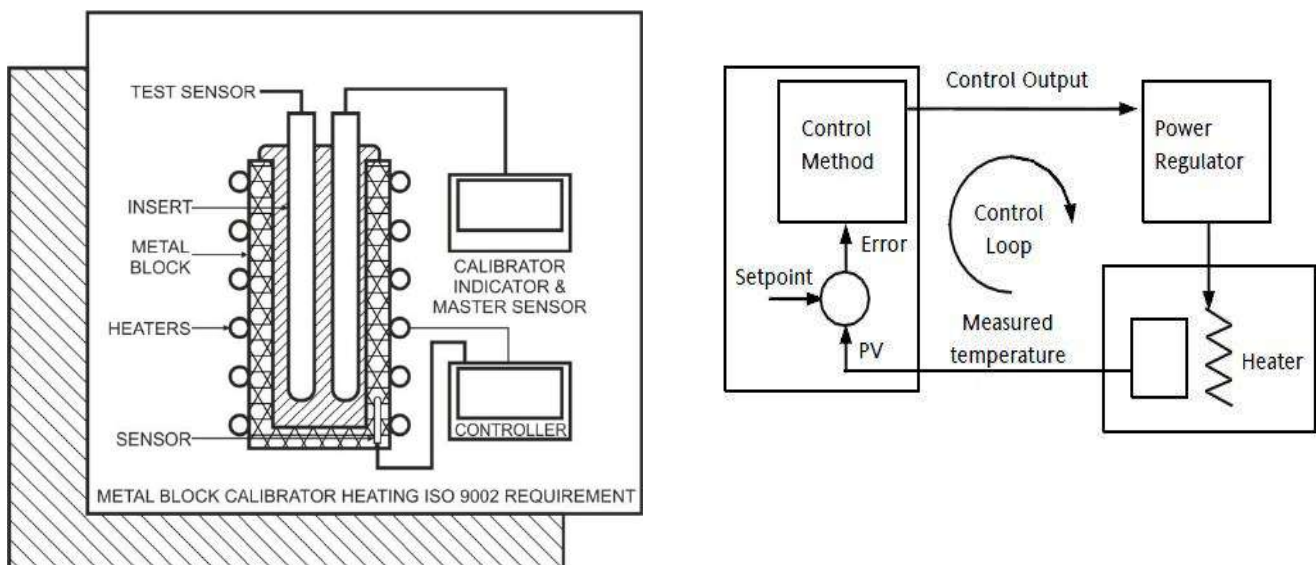 TEST SENSOR
INSERT
METAL
BLOCK
HEATERS
SENSOR
CALIBRATOR
INDICATOR &
MASTER SENSOR
CONTROLLER
METAL BLOCK CALIBRATOR HEATING ISO 9002 REQUIREMENT
Control Output
Control
Method
Power
Regulator
Control
Loop
Error
Setpoint
PV
Measured
temperature
Heater